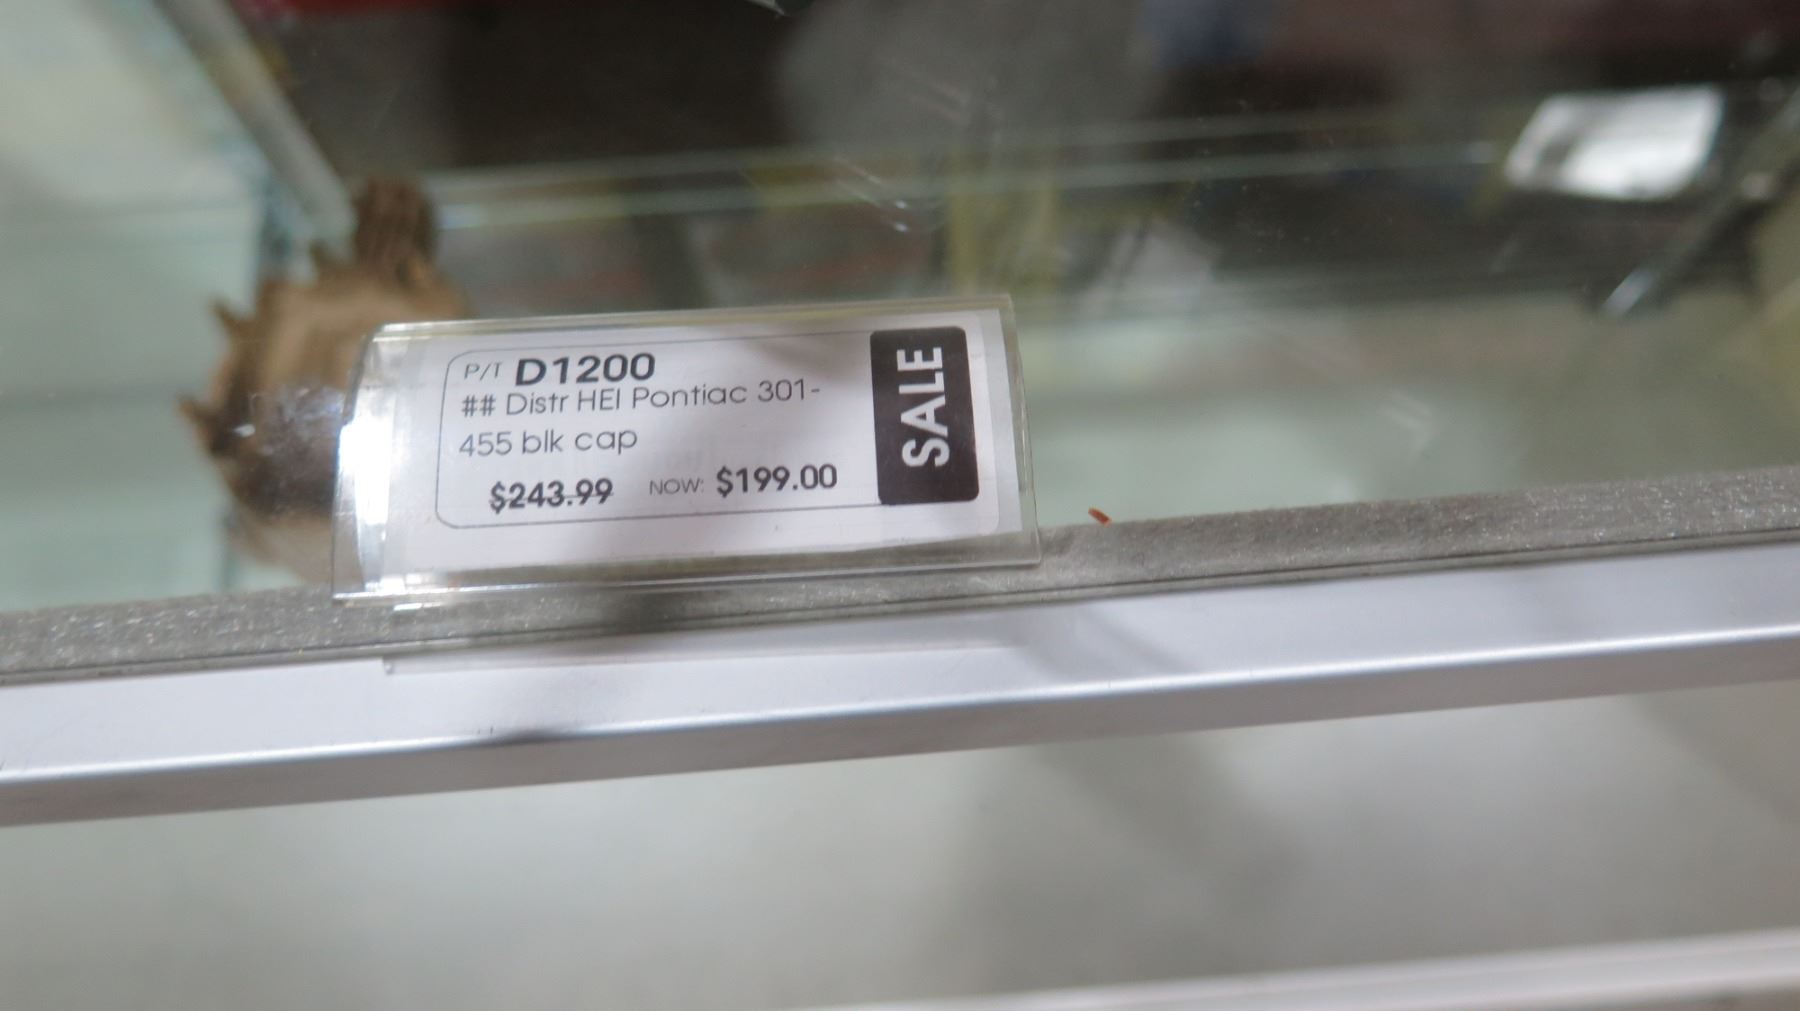 P/T D1200
## Distr HEI Pontiac 301-
455 blk cap
$243.99 NOW: $199.00
SALE